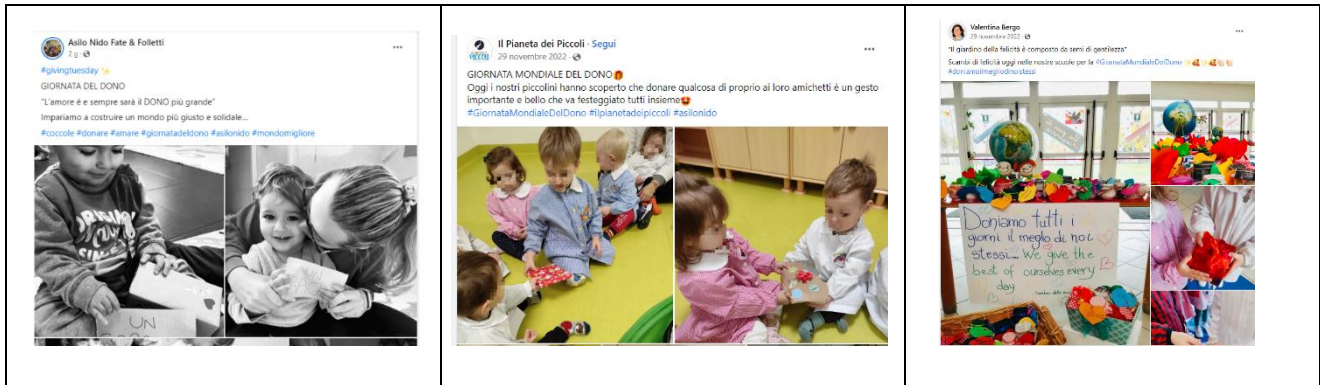 Asilo Nido Fate & Folletti
2 g
#givingtuesday
GIORNATA DEL DONO
"L'amore è e sempre sarà il DONO più grande"
Impariamo a costruire un mondo più giusto e solidale...
#coccole #donare #amare #giornatadeldono #asilonido #mondomigliore
ORIGINAL
UN
Il Pianeta dei Piccoli · Segui
29 novembre 2022
GIORNATA MONDIALE DEL DONO
Oggi i nostri piccolini hanno scoperto che donare qualcosa di proprio ai loro amichetti è un gesto
importante e bello che va festeggiato tutti insieme
#GiornataMondialeDelDono #ilpianetadeipiccoli #asilonido
Valentina Bergo
29 novembre 2022
"Il giardino della felicità è composto da semi di gentilezza"
Scambi di felicità oggi nelle nostre scuole per la #GiornataMondialeDelDono
#doniamoilmegliodinoistessi
Doniamo tutti i
giorni il meglio di noi
stessi... We give the
best of ourselves every
day